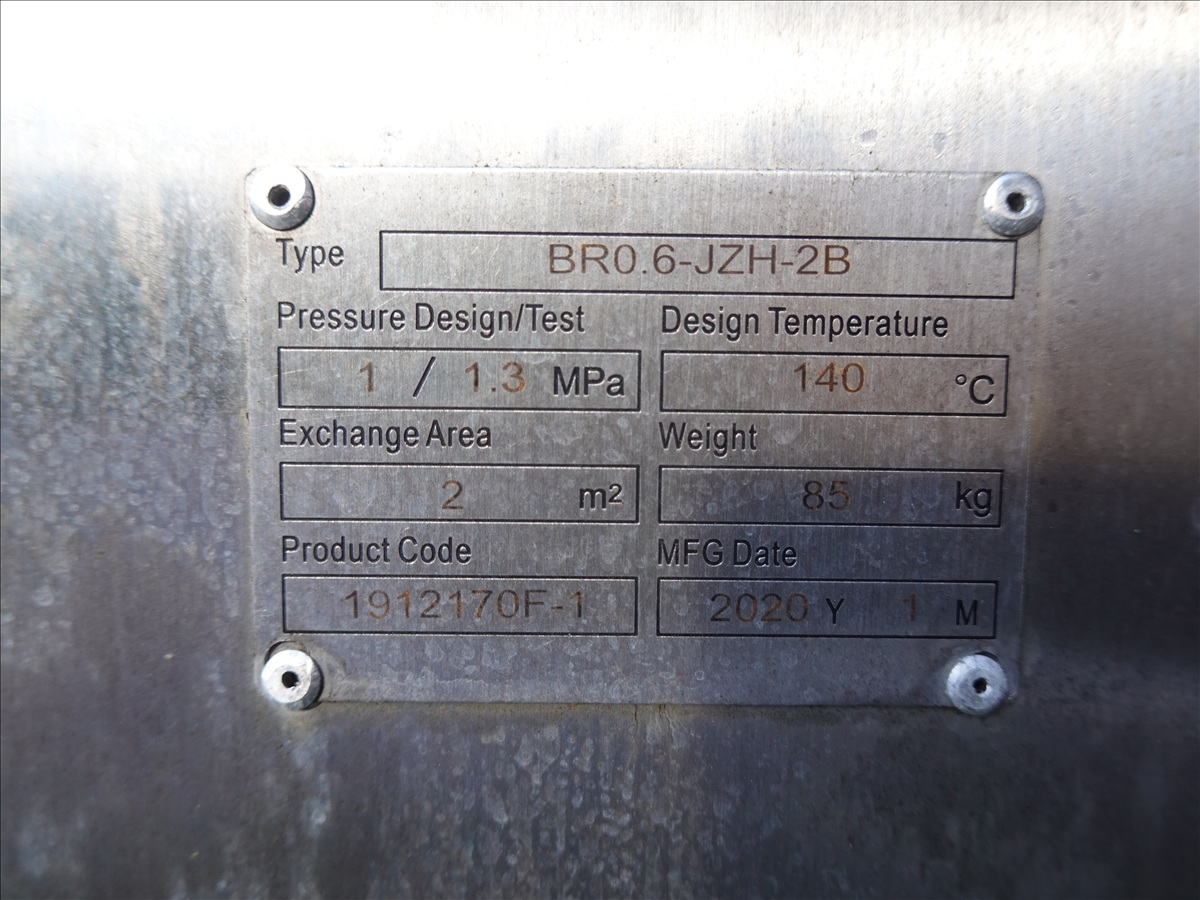 Type BR0.6-JZH-2B
Pressure Design/Test Design Temperature
1 / 1.3 MPa 140 °C
Exchange Area Weight
2 m2 85 kg
Product Code MFG Date
1912170F-1 2020 Y 1 M